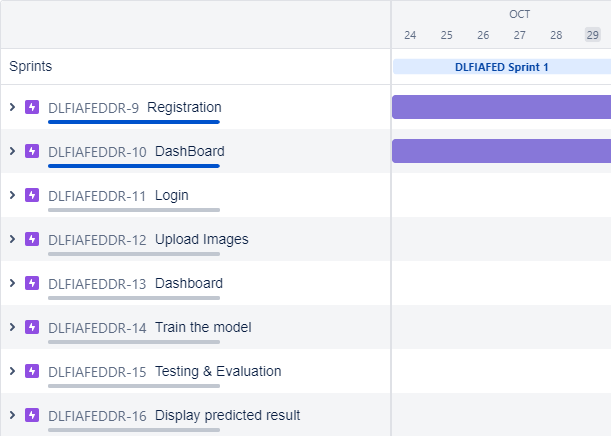 OCT
24 25 26 27 28 29
Sprints
DLFIAFED Sprint 1
DLFIAFEDDR-9 Registration
DLFIAFEDDR-10 DashBoard
DLFIAFEDDR-11 Login
DLFIAFEDDR-12 Upload Images
DLFIAFEDDR-13 Dashboard
DLFIAFEDDR-14 Train the model
DLFIAFEDDR-15 Testing & Evaluation
DLFIAFEDDR-16 Display predicted result